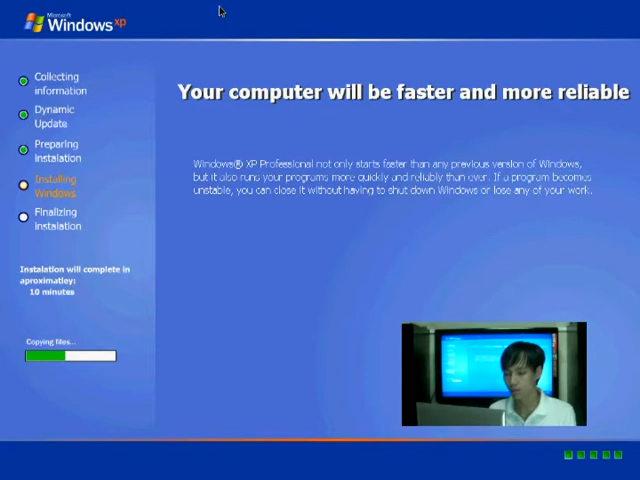 Microsoft
Windows xp
Collecting
information
Dynamic
Update
Preparing
Instalation
Installing
Windows
Finalizing
instalation
Instalation will complete in
aproximatley:
10 minutes
Copying files...
Your computer will be faster and more reliable
Windows® XP Professional not only starts faster than any previous version of Windows,
but it also runs your programs more quickly and reliably than ever. If a program becomes
unstable, you can close it without having to shut down Windows or lose any of your work.